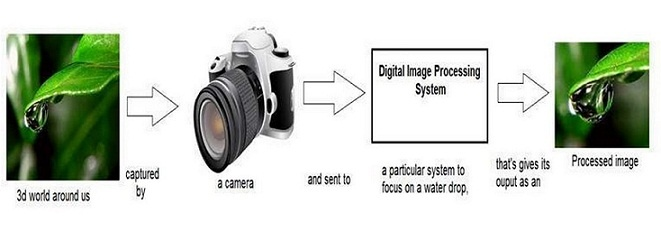 Digital Image Processing
System
3d world around us
captured
by
a camera
and sent to
a particular system to
focus on a water drop,
that's gives its
ouput as an
Processed image